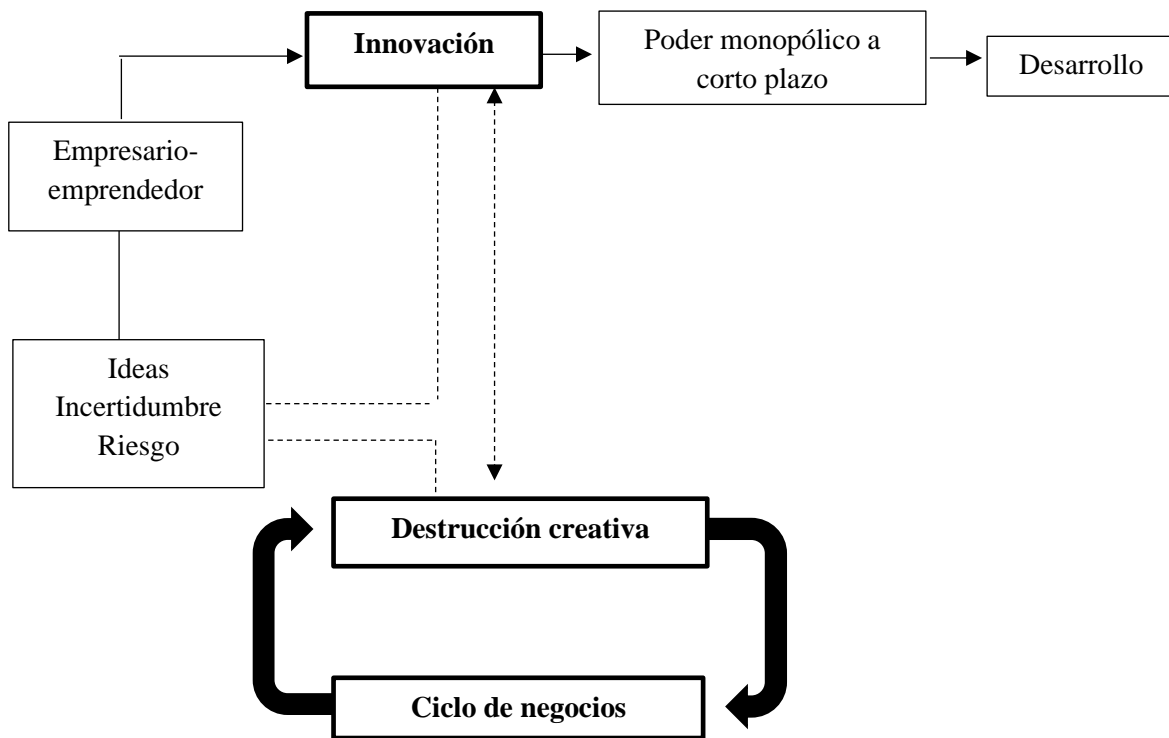 Innovación
Poder monopólico a
corto plazo
Desarrollo
Empresario-
emprendedor
Ideas
Incertidumbre
Riesgo
Destrucción creativa
Ciclo de negocios